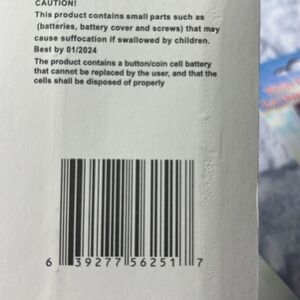 CAUTION!
This product contains small parts such as
(batteries, battery cover and screws) that may
cause suffocation if swallowed by children.
Best by 01/2024
The product contains a button/coin cell battery
that cannot be replaced by the user, and that the
cells shall be disposed of properly
6 39277 56251 7